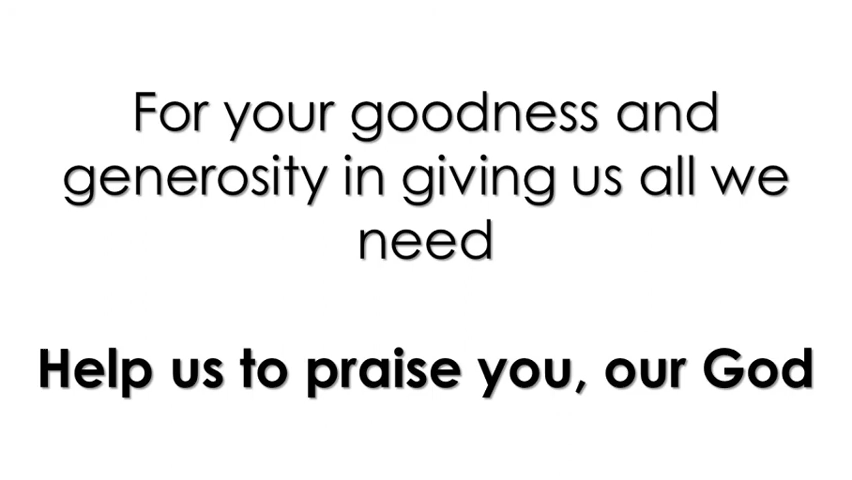 For your goodness and
generosity in giving us all we
need
Help us to praise you, our God